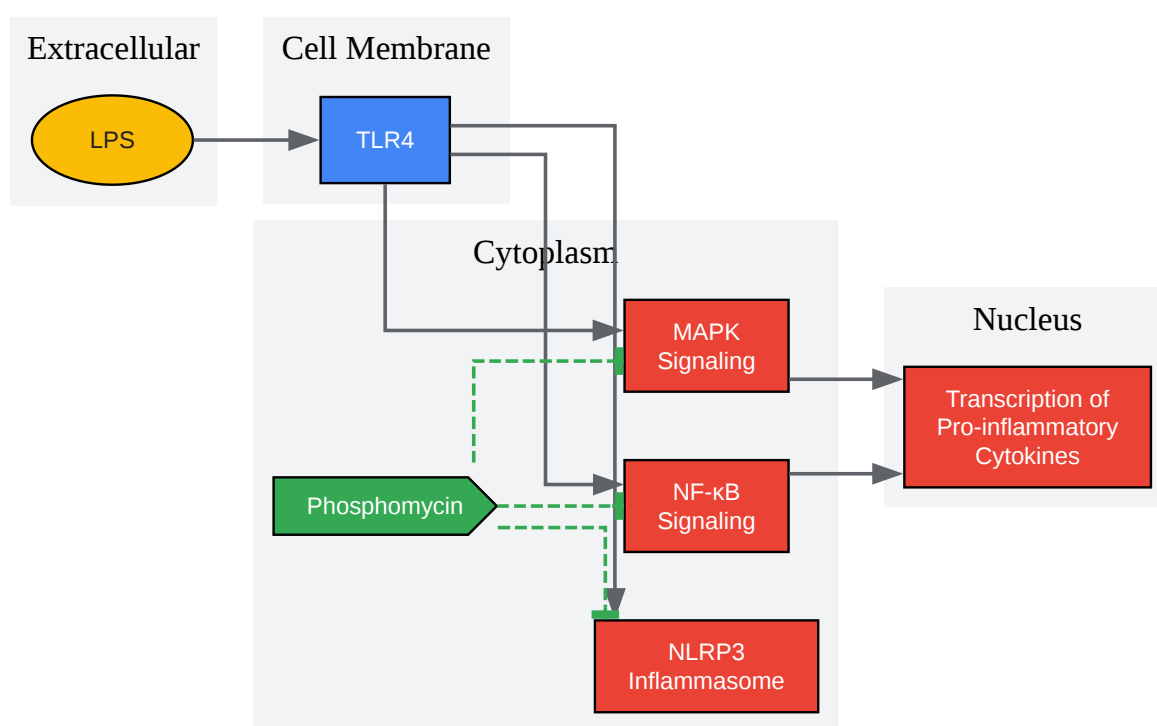 Extracellular
Cell Membrane
LPS
TLR4
Cytoplasm
MAPK
Signaling
Nucleus
Transcription of
Pro-inflammatory
Cytokines
Phosphomycin
NF-κB
Signaling
NLRP3
Inflammasome